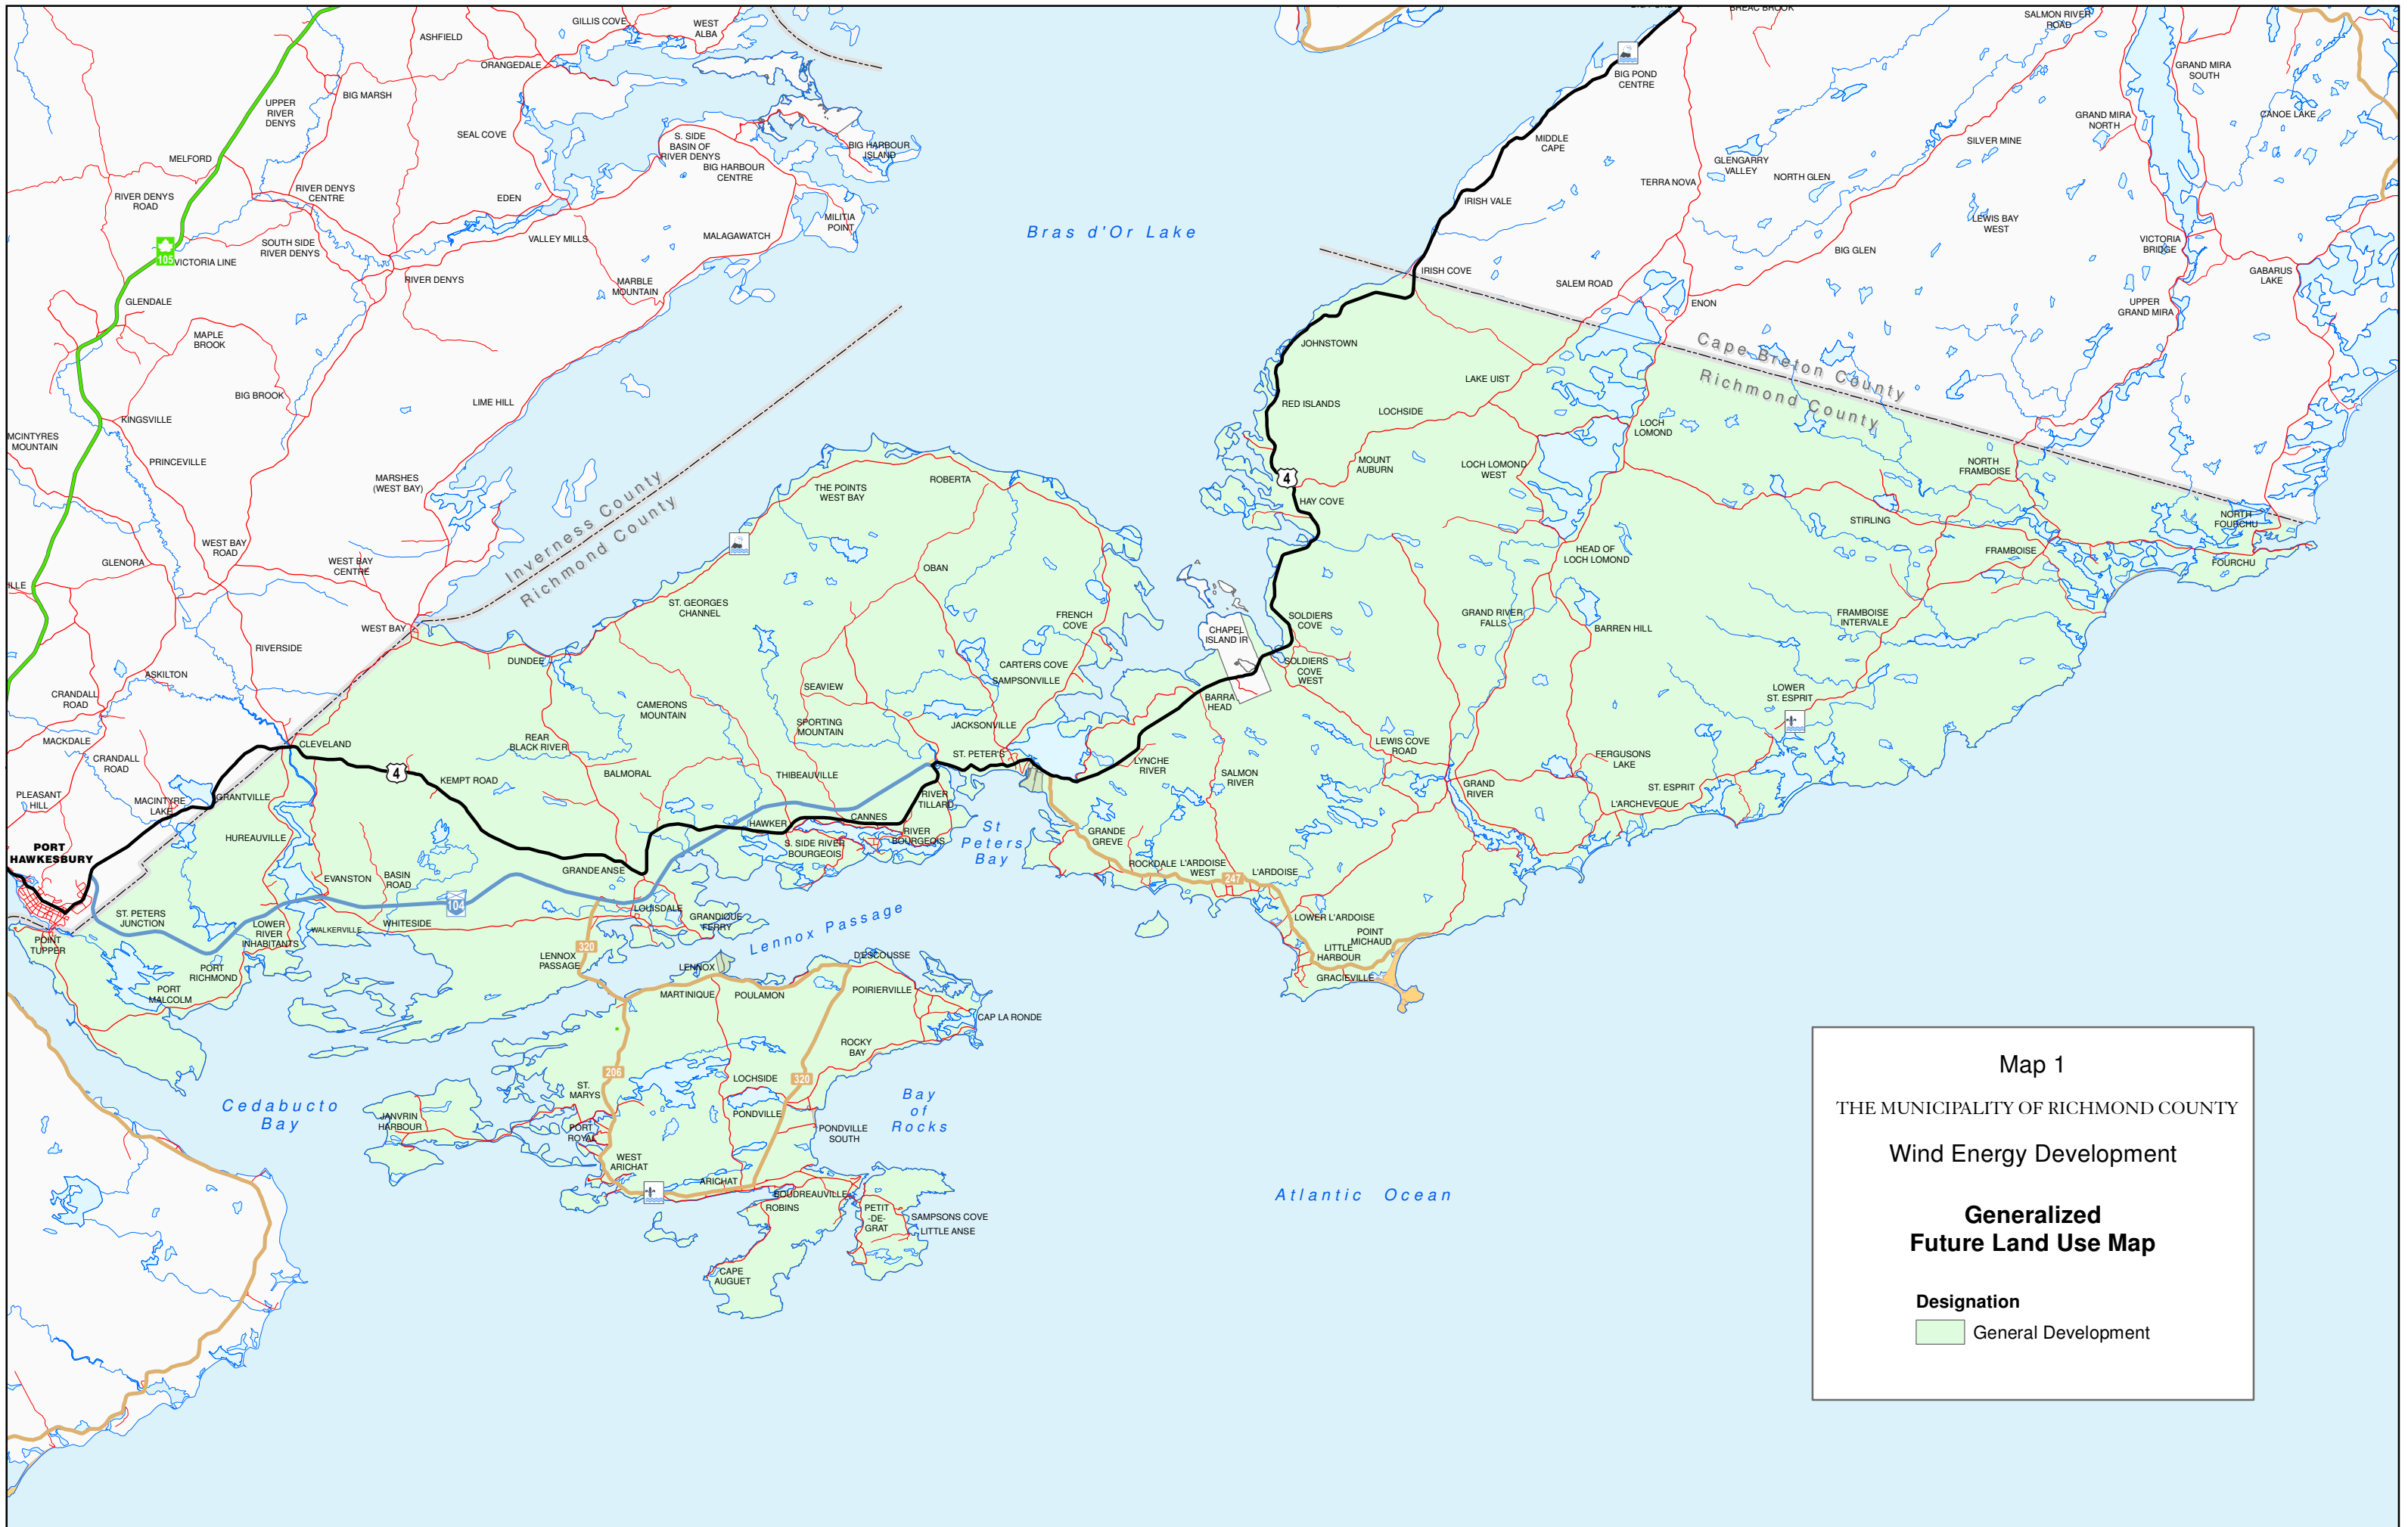 GILLIS COVE
WEST
ALBA
ASHFIELD
ORANGEDALE
BREAC BROOK
SALMON RIVER
ROAD
BIG POND
CENTRE
GRAND MIRA
SOUTH
UPPER
RIVER
DENYS
BIG MARSH
SEAL COVE
S. SIDE
BASIN OF
RIVER DENYS
BIG HARBOUR
CENTRE
BIG HARBOUR
ISLAND
MIDDLE
CAPE
GRAND MIRA
NORTH
CANOE LAKE
SILVER MINE
MELFORD
RIVER DENYS
ROAD
RIVER DENYS
CENTRE
EDEN
GLENGARRY
VALLEY
NORTH GLEN
TERRA NOVA
IRISH VALE
MILITIA
POINT
Bras d'Or Lake
LEWIS BAY
WEST
105
VICTORIA LINE
SOUTH SIDE
RIVER DENYS
VALLEY MILLS
MALAGAWATCH
BIG GLEN
VICTORIA
BRIDGE
RIVER DENYS
MARBLE
MOUNTAIN
IRISH COVE
SALEM ROAD
ENON
GABARUS
LAKE
UPPER
GRAND MIRA
GLENDALE
MAPLE
BROOK
JOHNSTOWN
Cape Breton County
Richmond County
BIG BROOK
LIME HILL
LAKE UIST
RED ISLANDS
LOCHSIDE
KINGSVILLE
MCINTYRES
MOUNTAIN
LOCH
LOMOND
PRINCEVILLE
MARSHES
(WEST BAY)
THE POINTS
WEST BAY
ROBERTA
4
MOUNT
AUBURN
LOCH LOMOND
WEST
NORTH
FRAMBOISE
HAY COVE
Inverness County
Richmond County
STIRLING
NORTH
FOURCHU
WEST BAY
ROAD
GLENORA
WEST BAY
CENTRE
OBAN
HEAD OF
LOCH LOMOND
FRAMBOISE
FOURCHU
ILLE
ST. GEORGES
CHANNEL
FRENCH
COVE
SOLDIERS
COVE
GRAND RIVER
FALLS
BARREN HILL
FRAMBOISE
INTERVALE
WEST BAY
CHAPEL
ISLAND IR
RIVERSIDE
DUNDEE
CARTERS COVE
SAMPSONVILLE
SOLDIERS
COVE
WEST
ASKILTON
CRANDALL
ROAD
SEAVIEW
BARRA
HEAD
LOWER
ST. ESPRIT
CAMERONS
MOUNTAIN
SPORTING
MOUNTAIN
JACKSONVILLE
MACKDALE
CLEVELAND
REAR
BLACK RIVER
ST. PETER'S
LEWIS COVE
ROAD
CRANDALL
ROAD
4
KEMPT ROAD
BALMORAL
THIBEAUVILLE
LYNCHE
RIVER
SALMON
RIVER
FERGUSONS
LAKE
PLEASANT
HILL
MACINTYRE
LAKE
GRANTVILLE
RIVER
TILLARD
GRAND
RIVER
ST. ESPRIT
L'ARCHEVEQUE
HUREAUVILLE
HAWKER
CANNES
RIVER
BOURGEOIS
S. SIDE RIVER
BOURGEOIS
St
Peters
Bay
GRANDE
GREVE
PORT
HAWKESBURY
EVANSTON
BASIN
ROAD
GRANDE ANSE
ROCKDALE
L'ARDOISE
WEST
247
L'ARDOISE
104
ST. PETERS
JUNCTION
LOWER
RIVER
INHABITANTS
WALKERVILLE
WHITESIDE
LOUISDALE
GRANDIQUE
FERRY
Lennox Passage
LOWER L'ARDOISE
POINT
MICHAUD
LITTLE
HARBOUR
GRACIEVILLE
POINT
TUPPER
320
LENNOX
PASSAGE
LENNOX
D'ESCOUSSE
PORT
RICHMOND
PORT
MALCOLM
MARTINIQUE
POULAMON
POIRIERVILLE
CAP LA RONDE
ROCKY
BAY
206
LOCHSIDE
320
ST.
MARYS
Cedabucto
Bay
JANVRIN
HARBOUR
PONDVILLE
Bay
of
Rocks
PORT
ROYAL
PONDVILLE
SOUTH
WEST
ARICHAT
ARICHAT
BOUDREAUVILLE
ROBINS
PETIT
-DE-
GRAT
SAMPSONS COVE
LITTLE ANSE
CAPE
AUGUET
Atlantic Ocean
Map 1
THE MUNICIPALITY OF RICHMOND COUNTY
Wind Energy Development
Generalized
Future Land Use Map
Designation
General Development